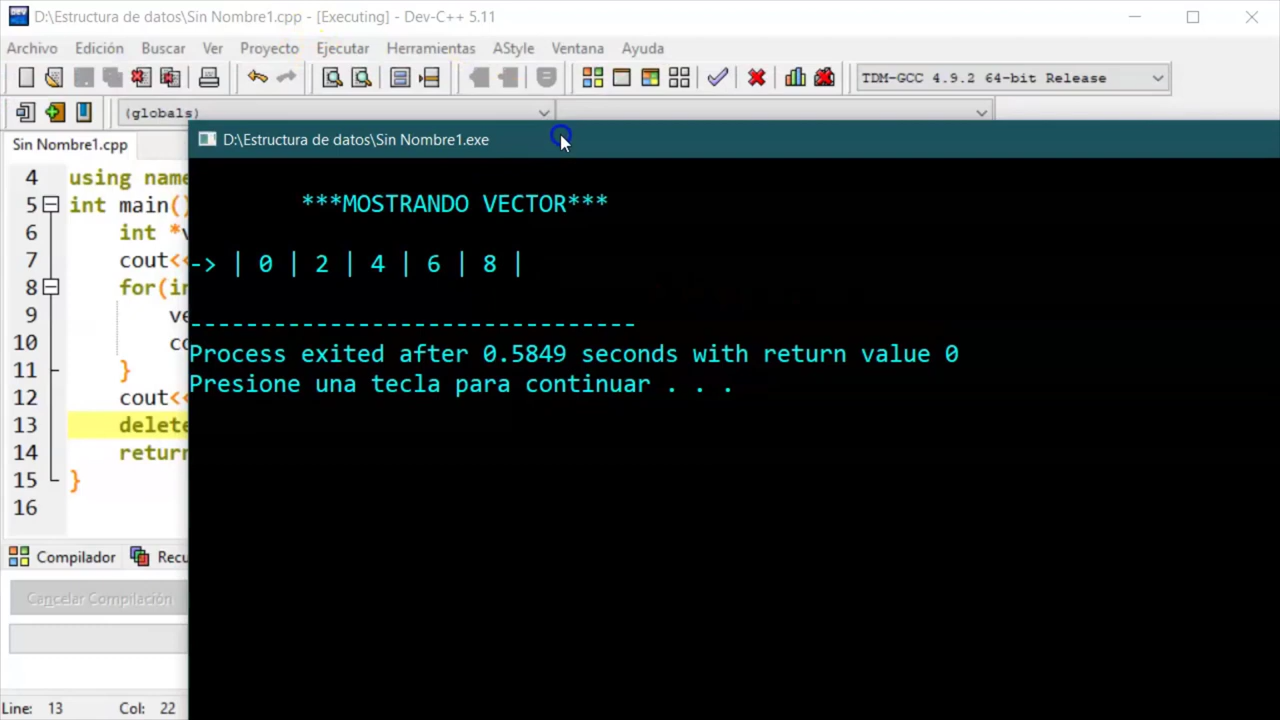 D:\Estructura de datos\Sin Nombre1.cpp - [Executing] - Dev-C++ 5.11
Archivo Edición Buscar Ver Proyecto Ejecutar Herramientas AStyle Ventana Ayuda
TDM-GCC 4.9.2 64-bit Release
(globals)
Sin Nombre1.cpp
D:\Estructura de datos\Sin Nombre1.exe
4 using name
5 int main()
6 int *v
7 cout<<
8 for(in
9 ve
10 co
11 }
12 cout<<
13 delete
14 return
15 }
16
***MOSTRANDO VECTOR***
-> | 0 | 2 | 4 | 6 | 8 |
--------------------------------
Process exited after 0.5849 seconds with return value 0
Presione una tecla para continuar . . .
Compilador Recu
Cancelar Compilación
Line: 13 Col: 22